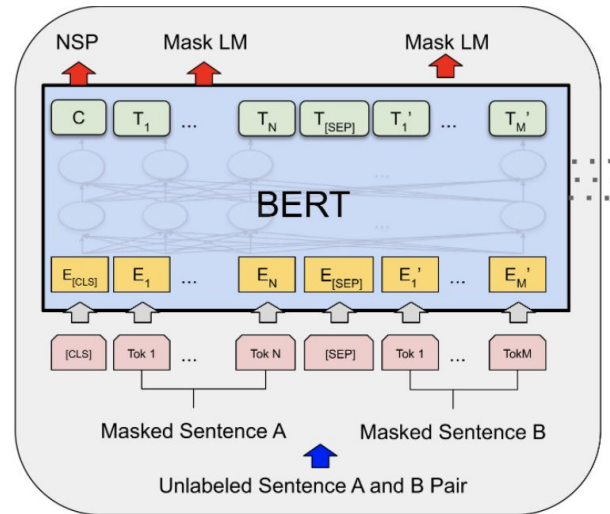 NSP Mask LM Mask LM
C T1 ... TN T[SEP] T1' ... TM'
...
BERT
...
E[CLS] E1 ... EN E[SEP] E1' ... EM'
[CLS] Tok 1 ... Tok N [SEP] Tok 1 ... TokM
Masked Sentence A Masked Sentence B
Unlabeled Sentence A and B Pair